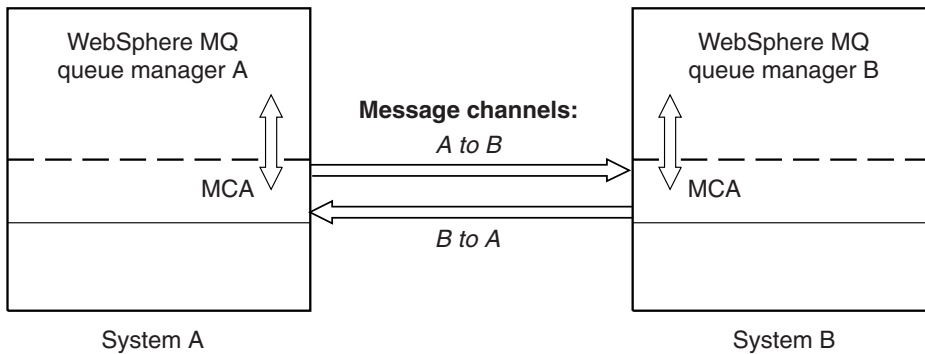 WebSphere MQ
queue manager A
WebSphere MQ
queue manager B
Message channels:
A to B
MCA
MCA
B to A
System A
System B